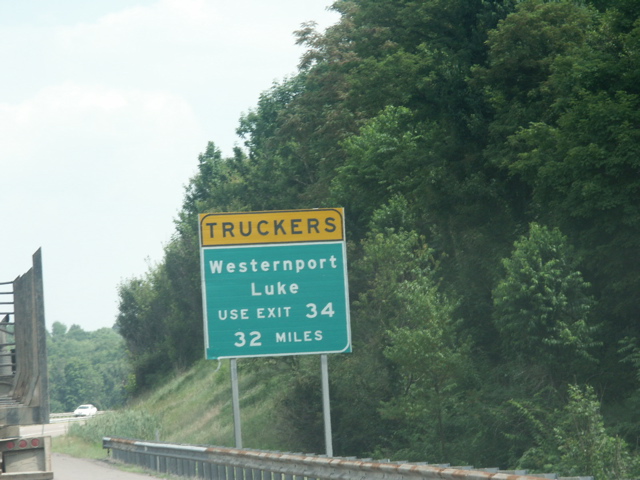 TRUCKERS
Westernport
Luke
USE EXIT 34
32 MILES